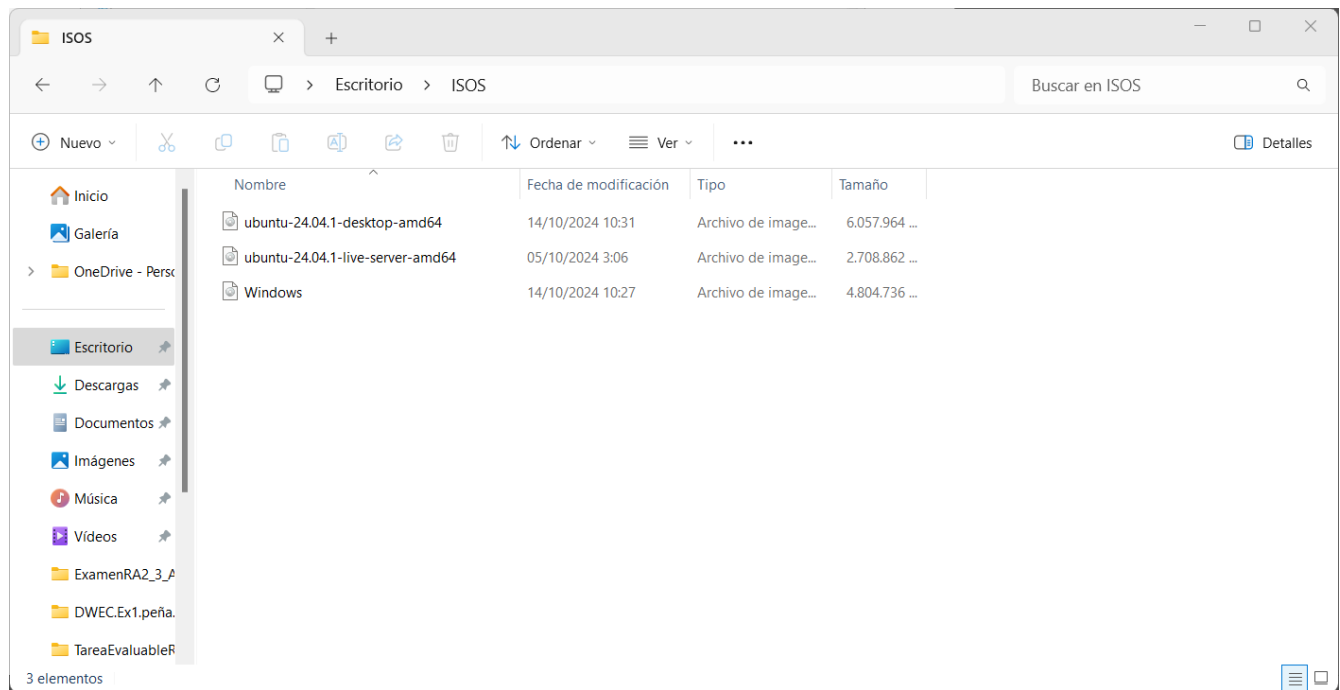 ISOS
Escritorio > ISOS
Buscar en ISOS
Nuevo
Ordenar
Ver
Detalles
Nombre Fecha de modificación Tipo Tamaño
Inicio
Galería
OneDrive - Perso
Escritorio
Descargas
Documentos
Imágenes
Música
Vídeos
ExamenRA2_3_A
DWEC.Ex1.peña.
TareaEvaluableR
ubuntu-24.04.1-desktop-amd64 14/10/2024 10:31 Archivo de image... 6.057.964 ...
ubuntu-24.04.1-live-server-amd64 05/10/2024 3:06 Archivo de image... 2.708.862 ...
Windows 14/10/2024 10:27 Archivo de image... 4.804.736 ...
3 elementos